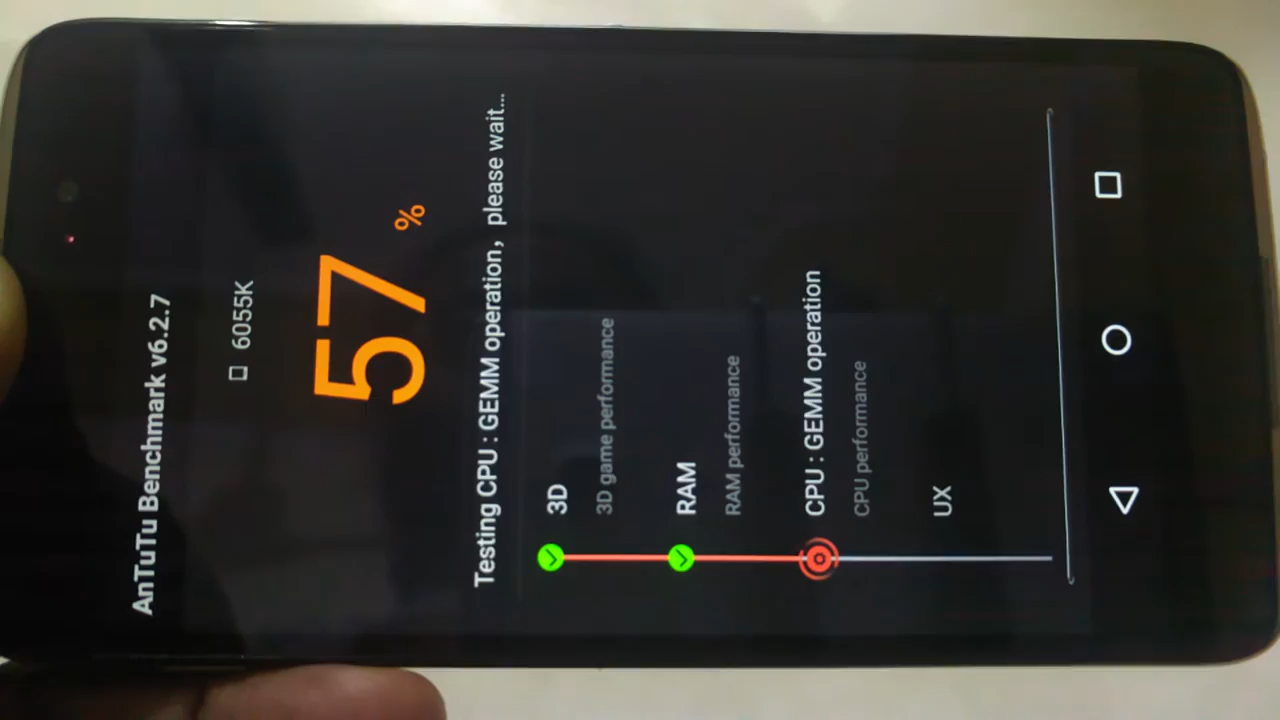 AnTuTu Benchmark v6.2.7
6055K
57 %
Testing CPU : GEMM operation, please wait...
3D
3D game performance
RAM
RAM performance
CPU : GEMM operation
CPU performance
UX